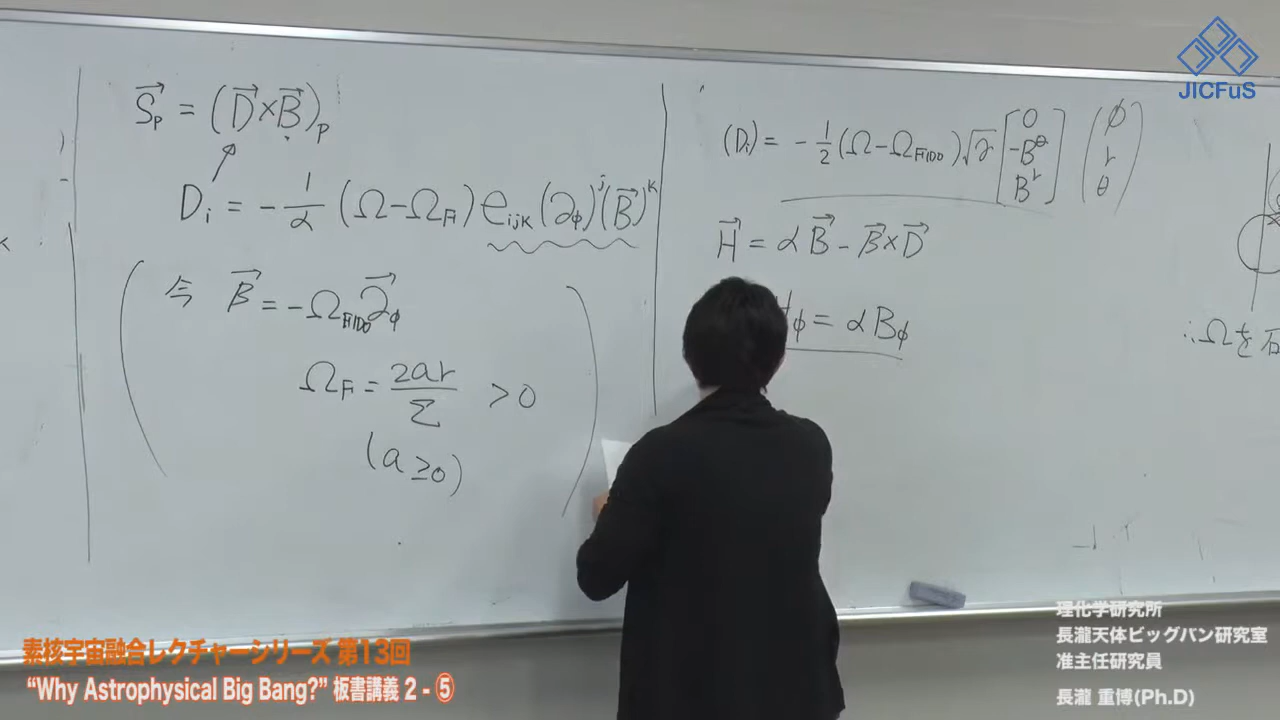 JICFuS
S⃗_p = (D⃗×B⃗)_p
D_i = -1/α (Ω-Ω_F) e_ijk (∂_φ)^j (B⃗)^k
今 β⃗ = -Ω_FIDO ∂⃗_φ
Ω_F = 2ar/Σ > 0
(a ≥ 0)
(D_i) = -1/2 (Ω-Ω_FIDO) √γ [0 -B^θ B^r] (φ r θ)
H⃗ = αB⃗ - β⃗×D⃗
φ = αB_φ
∴Ωを
素核宇宙融合レクチャーシリーズ 第13回
“Why Astrophysical Big Bang?” 板書講義 2 - ⑤
理化学研究所
長瀧天体ビッグバン研究室
准主任研究員
長瀧 重博(Ph.D)